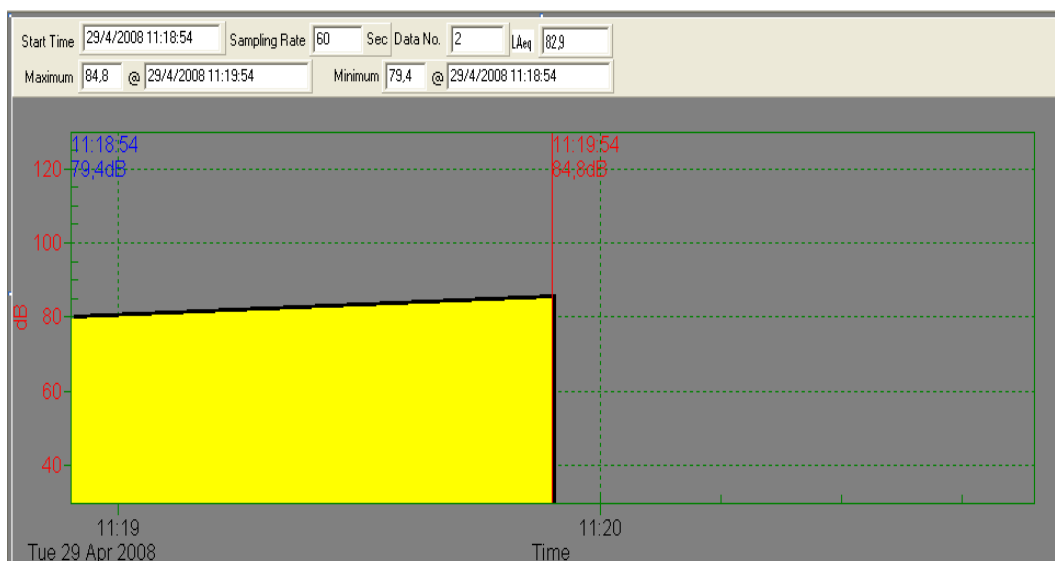 Start Time 29/4/2008 11:18:54 Sampling Rate 60 Sec Data No. 2 LAeq 82,9
Maximum 84,8 @ 29/4/2008 11:19:54 Minimum 79,4 @ 29/4/2008 11:18:54
11:18:54 11:19:54
79,4dB 84,8dB
120
100
80
60
40
dB
11:19 11:20
Tue 29 Apr 2008 Time